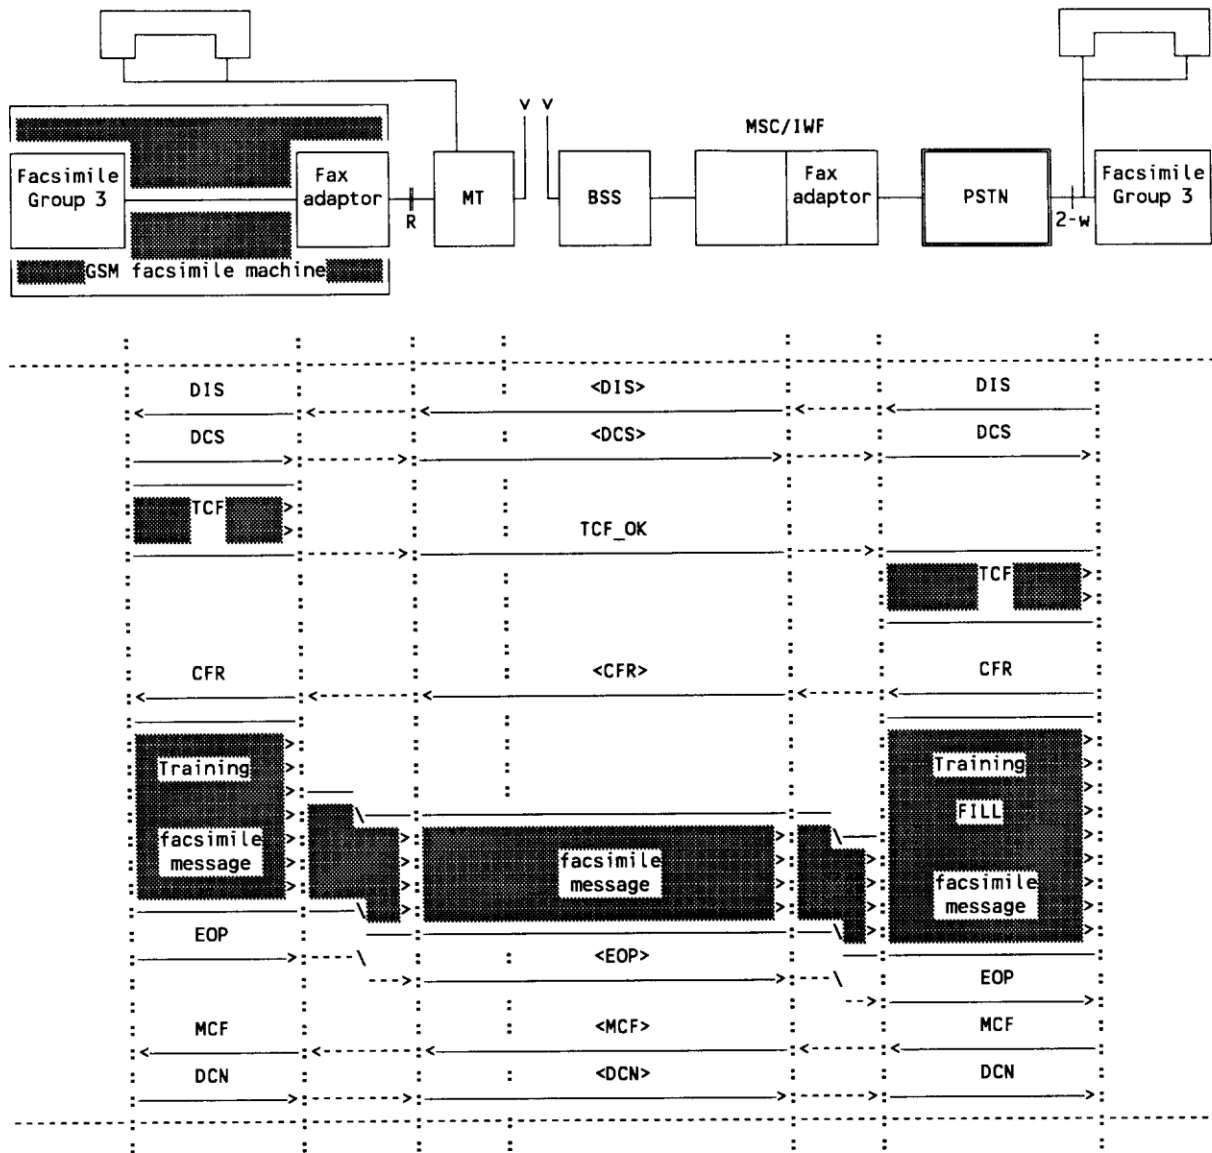 MSC/IWF
Facsimile
Group 3
Fax
adaptor
R
MT
BSS
Fax
adaptor
PSTN
2-w
Facsimile
Group 3
GSM facsimile machine
DIS <DIS> DIS
DCS <DCS> DCS
TCF
TCF_OK
TCF
CFR <CFR> CFR
Training
facsimile
message
facsimile
message
Training
FILL
facsimile
message
EOP <EOP> EOP
MCF <MCF> MCF
DCN <DCN> DCN